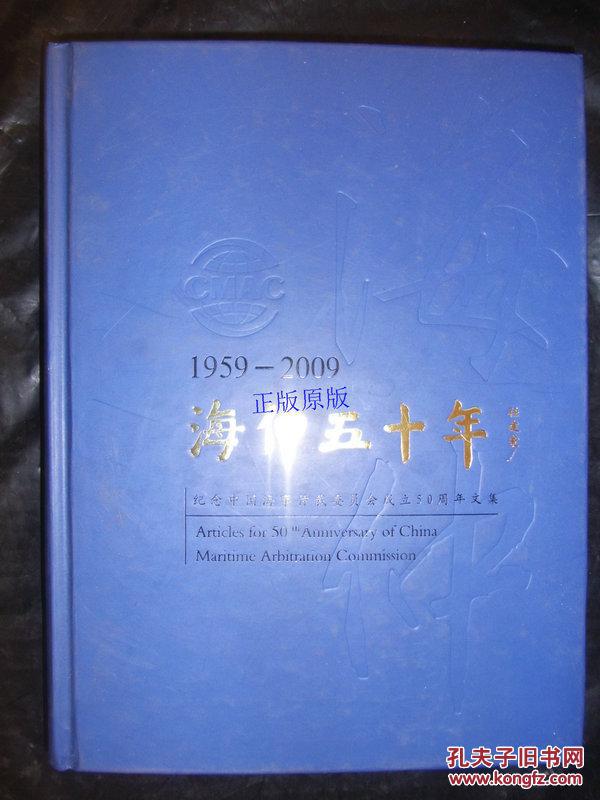 CMAC
1959-2009
正版原版
海仲五十年
纪念中国海事仲裁委员会成立50周年文集
Articles for 50th Anniversary of China
Maritime Arbitration Commission
孔夫子旧书网
www.kongfz.com